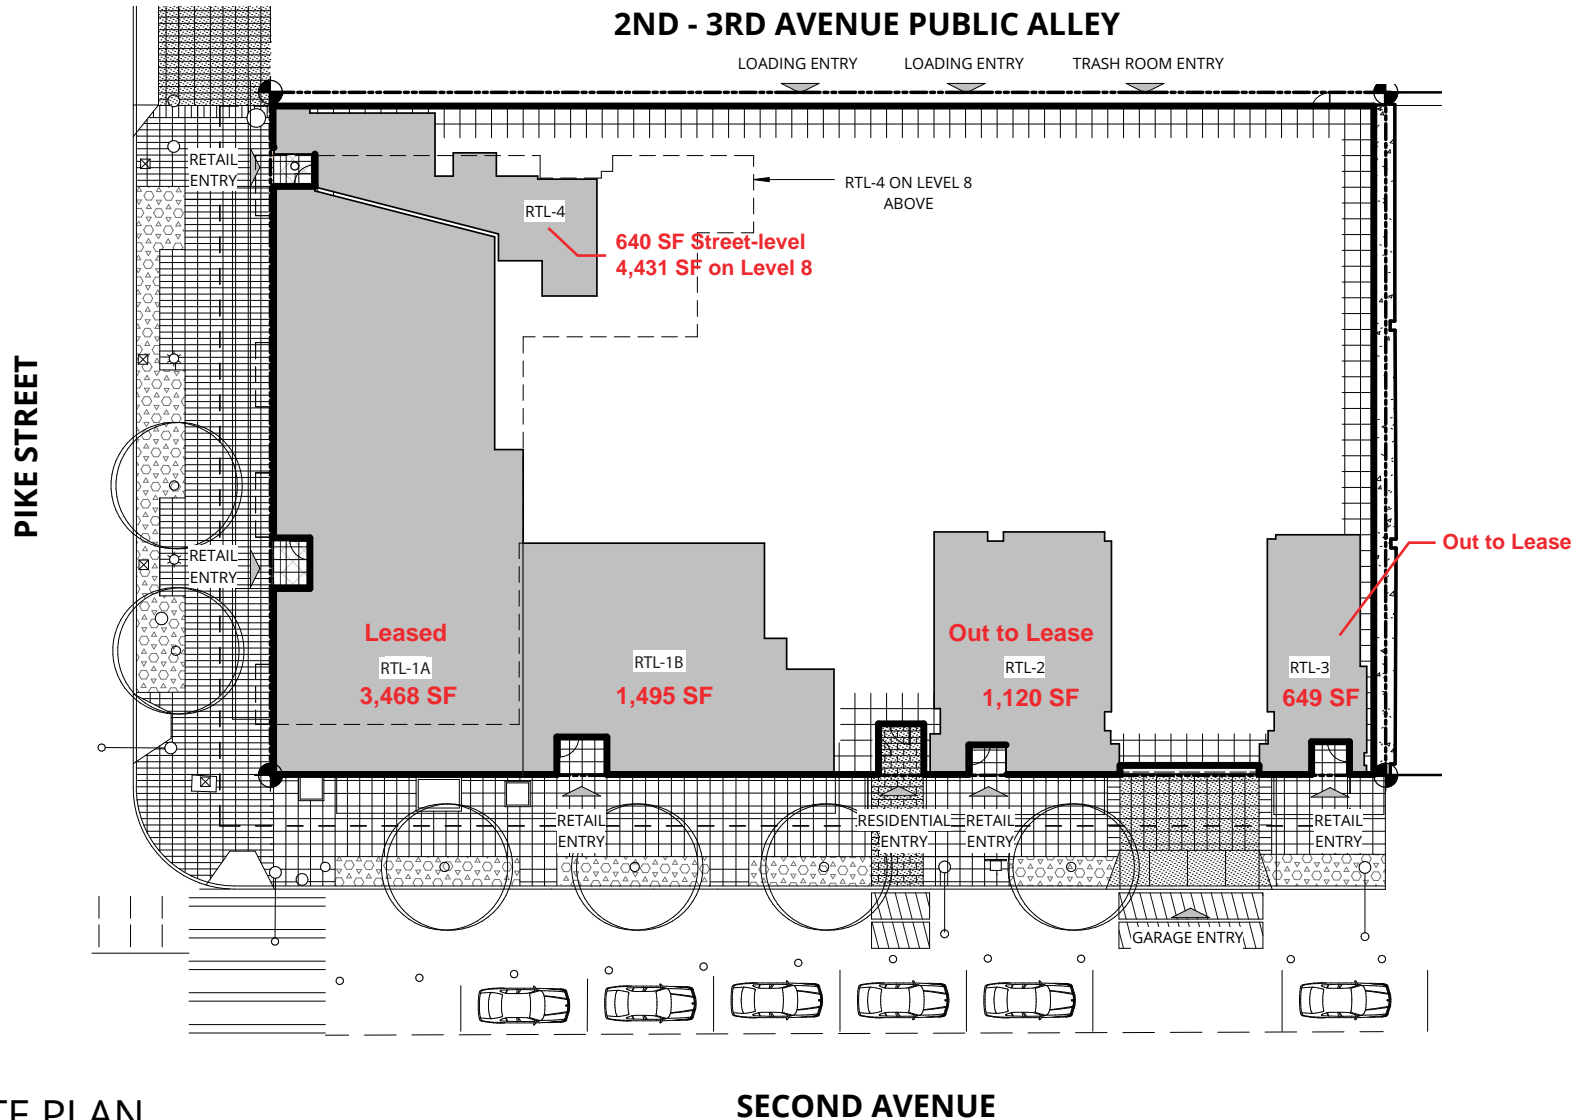 2ND - 3RD AVENUE PUBLIC ALLEY
LOADING ENTRY
LOADING ENTRY
TRASH ROOM ENTRY
RETAIL
ENTRY
RTL-4 ON LEVEL 8
ABOVE
RTL-4
640 SF Street-level
4,431 SF on Level 8
PIKE STREET
RETAIL
ENTRY
Out to Lease
Leased
RTL-1A
3,468 SF
RTL-1B
1,495 SF
Out to Lease
RTL-2
1,120 SF
RTL-3
649 SF
RETAIL
ENTRY
RESIDENTIAL
ENTRY
RETAIL
ENTRY
RETAIL
ENTRY
GARAGE ENTRY
SECOND AVENUE
TE PLAN